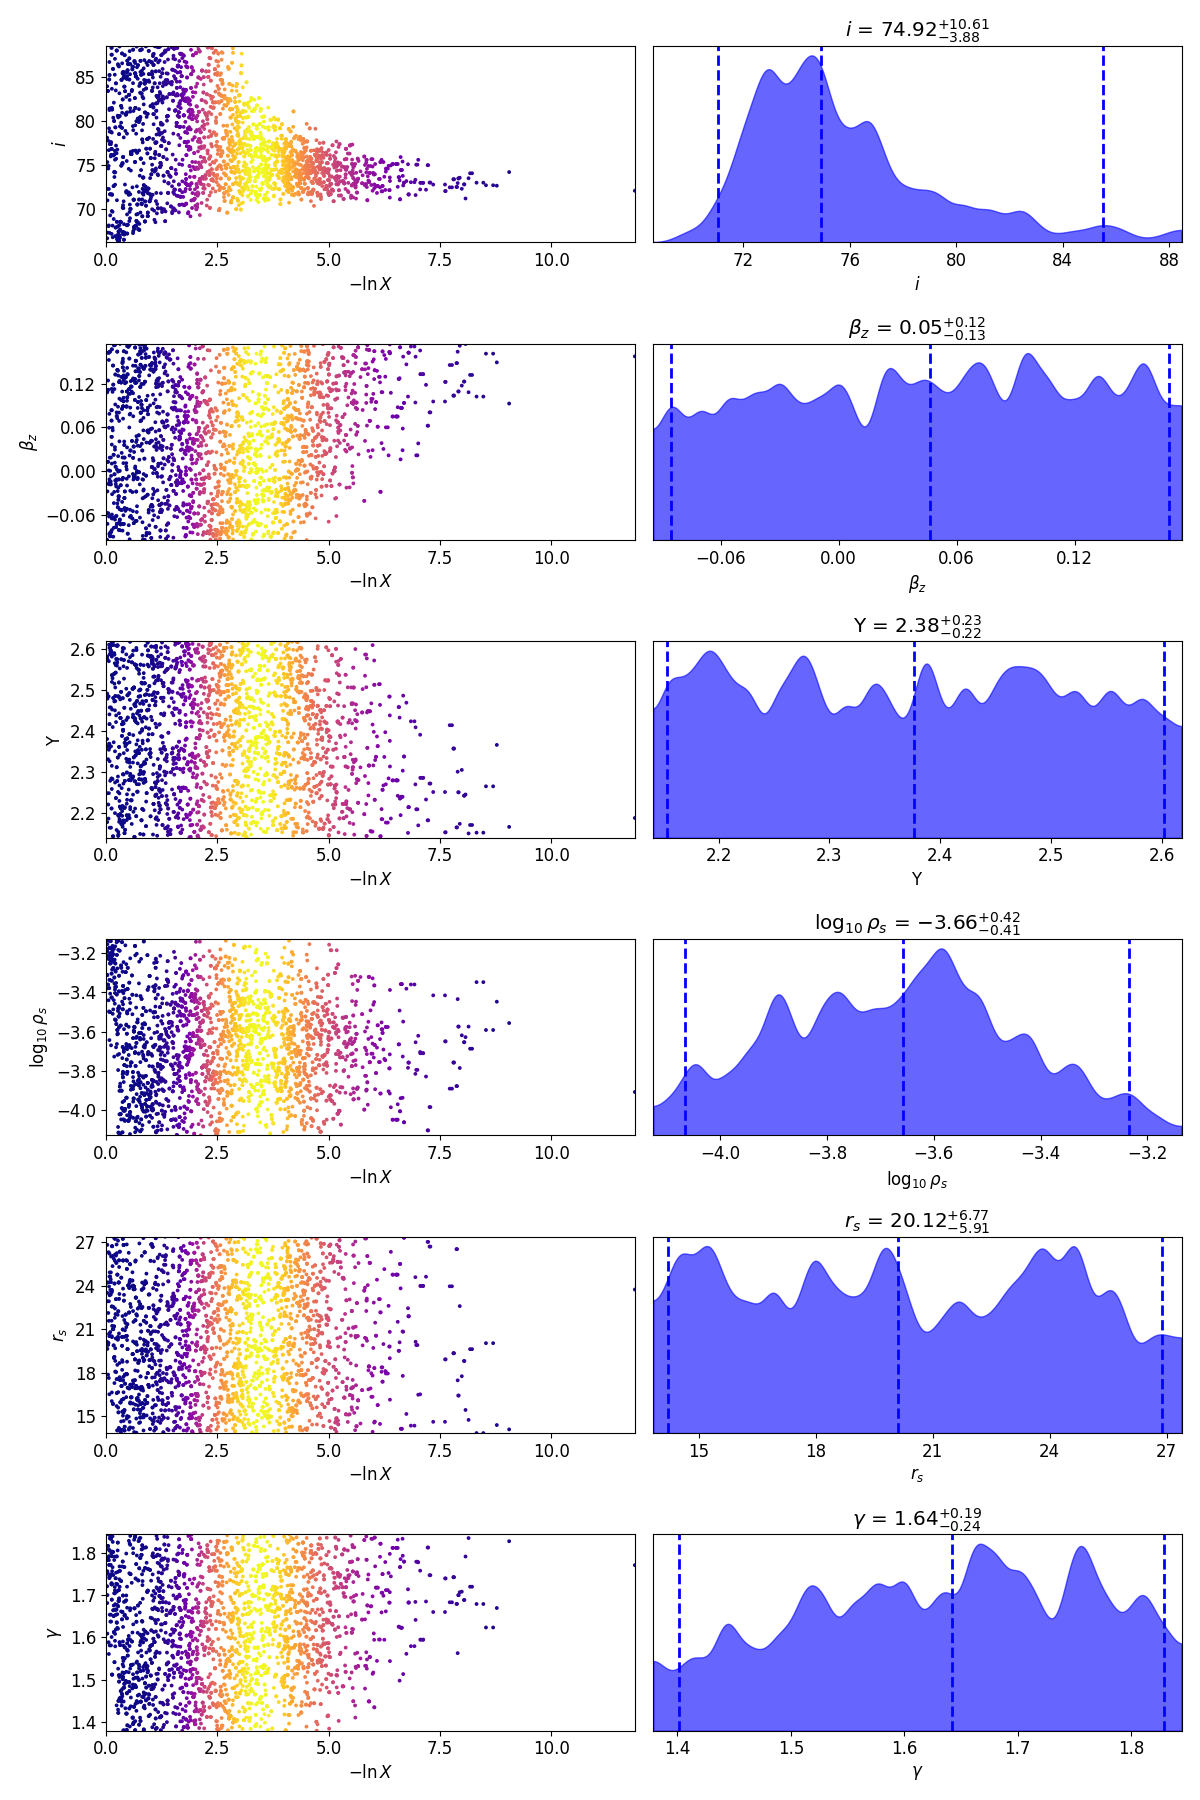 i = 74.92+10.61−3.88
85
80
75
70
i
0.0 2.5 5.0 7.5 10.0
−ln X
72 76 80 84 88
i
βz = 0.05+0.12−0.13
0.12
0.06
0.00
−0.06
βz
0.0 2.5 5.0 7.5 10.0
−ln X
−0.06 0.00 0.06 0.12
βz
Y = 2.38+0.23−0.22
2.6
2.5
2.4
2.3
2.2
Y
0.0 2.5 5.0 7.5 10.0
−ln X
2.2 2.3 2.4 2.5 2.6
Y
log10 ρs = −3.66+0.42−0.41
−3.2
−3.4
−3.6
−3.8
−4.0
log10 ρs
0.0 2.5 5.0 7.5 10.0
−ln X
−4.0 −3.8 −3.6 −3.4 −3.2
log10 ρs
rs = 20.12+6.77−5.91
27
24
21
18
15
rs
0.0 2.5 5.0 7.5 10.0
−ln X
15 18 21 24 27
rs
γ = 1.64+0.19−0.24
1.8
1.7
1.6
1.5
1.4
γ
0.0 2.5 5.0 7.5 10.0
−ln X
1.4 1.5 1.6 1.7 1.8
γ